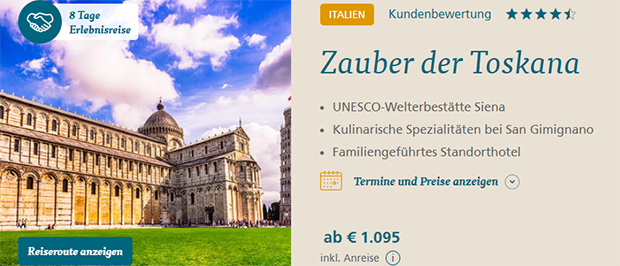 8 Tage
Erlebnisreise
ITALIEN Kundenbewertung
Zauber der Toskana
• UNESCO-Welterbestätte Siena
• Kulinarische Spezialitäten bei San Gimignano
• Familiengeführtes Standorthotel
Termine und Preise anzeigen
Reiseroute anzeigen
ab € 1.095
inkl. Anreise i